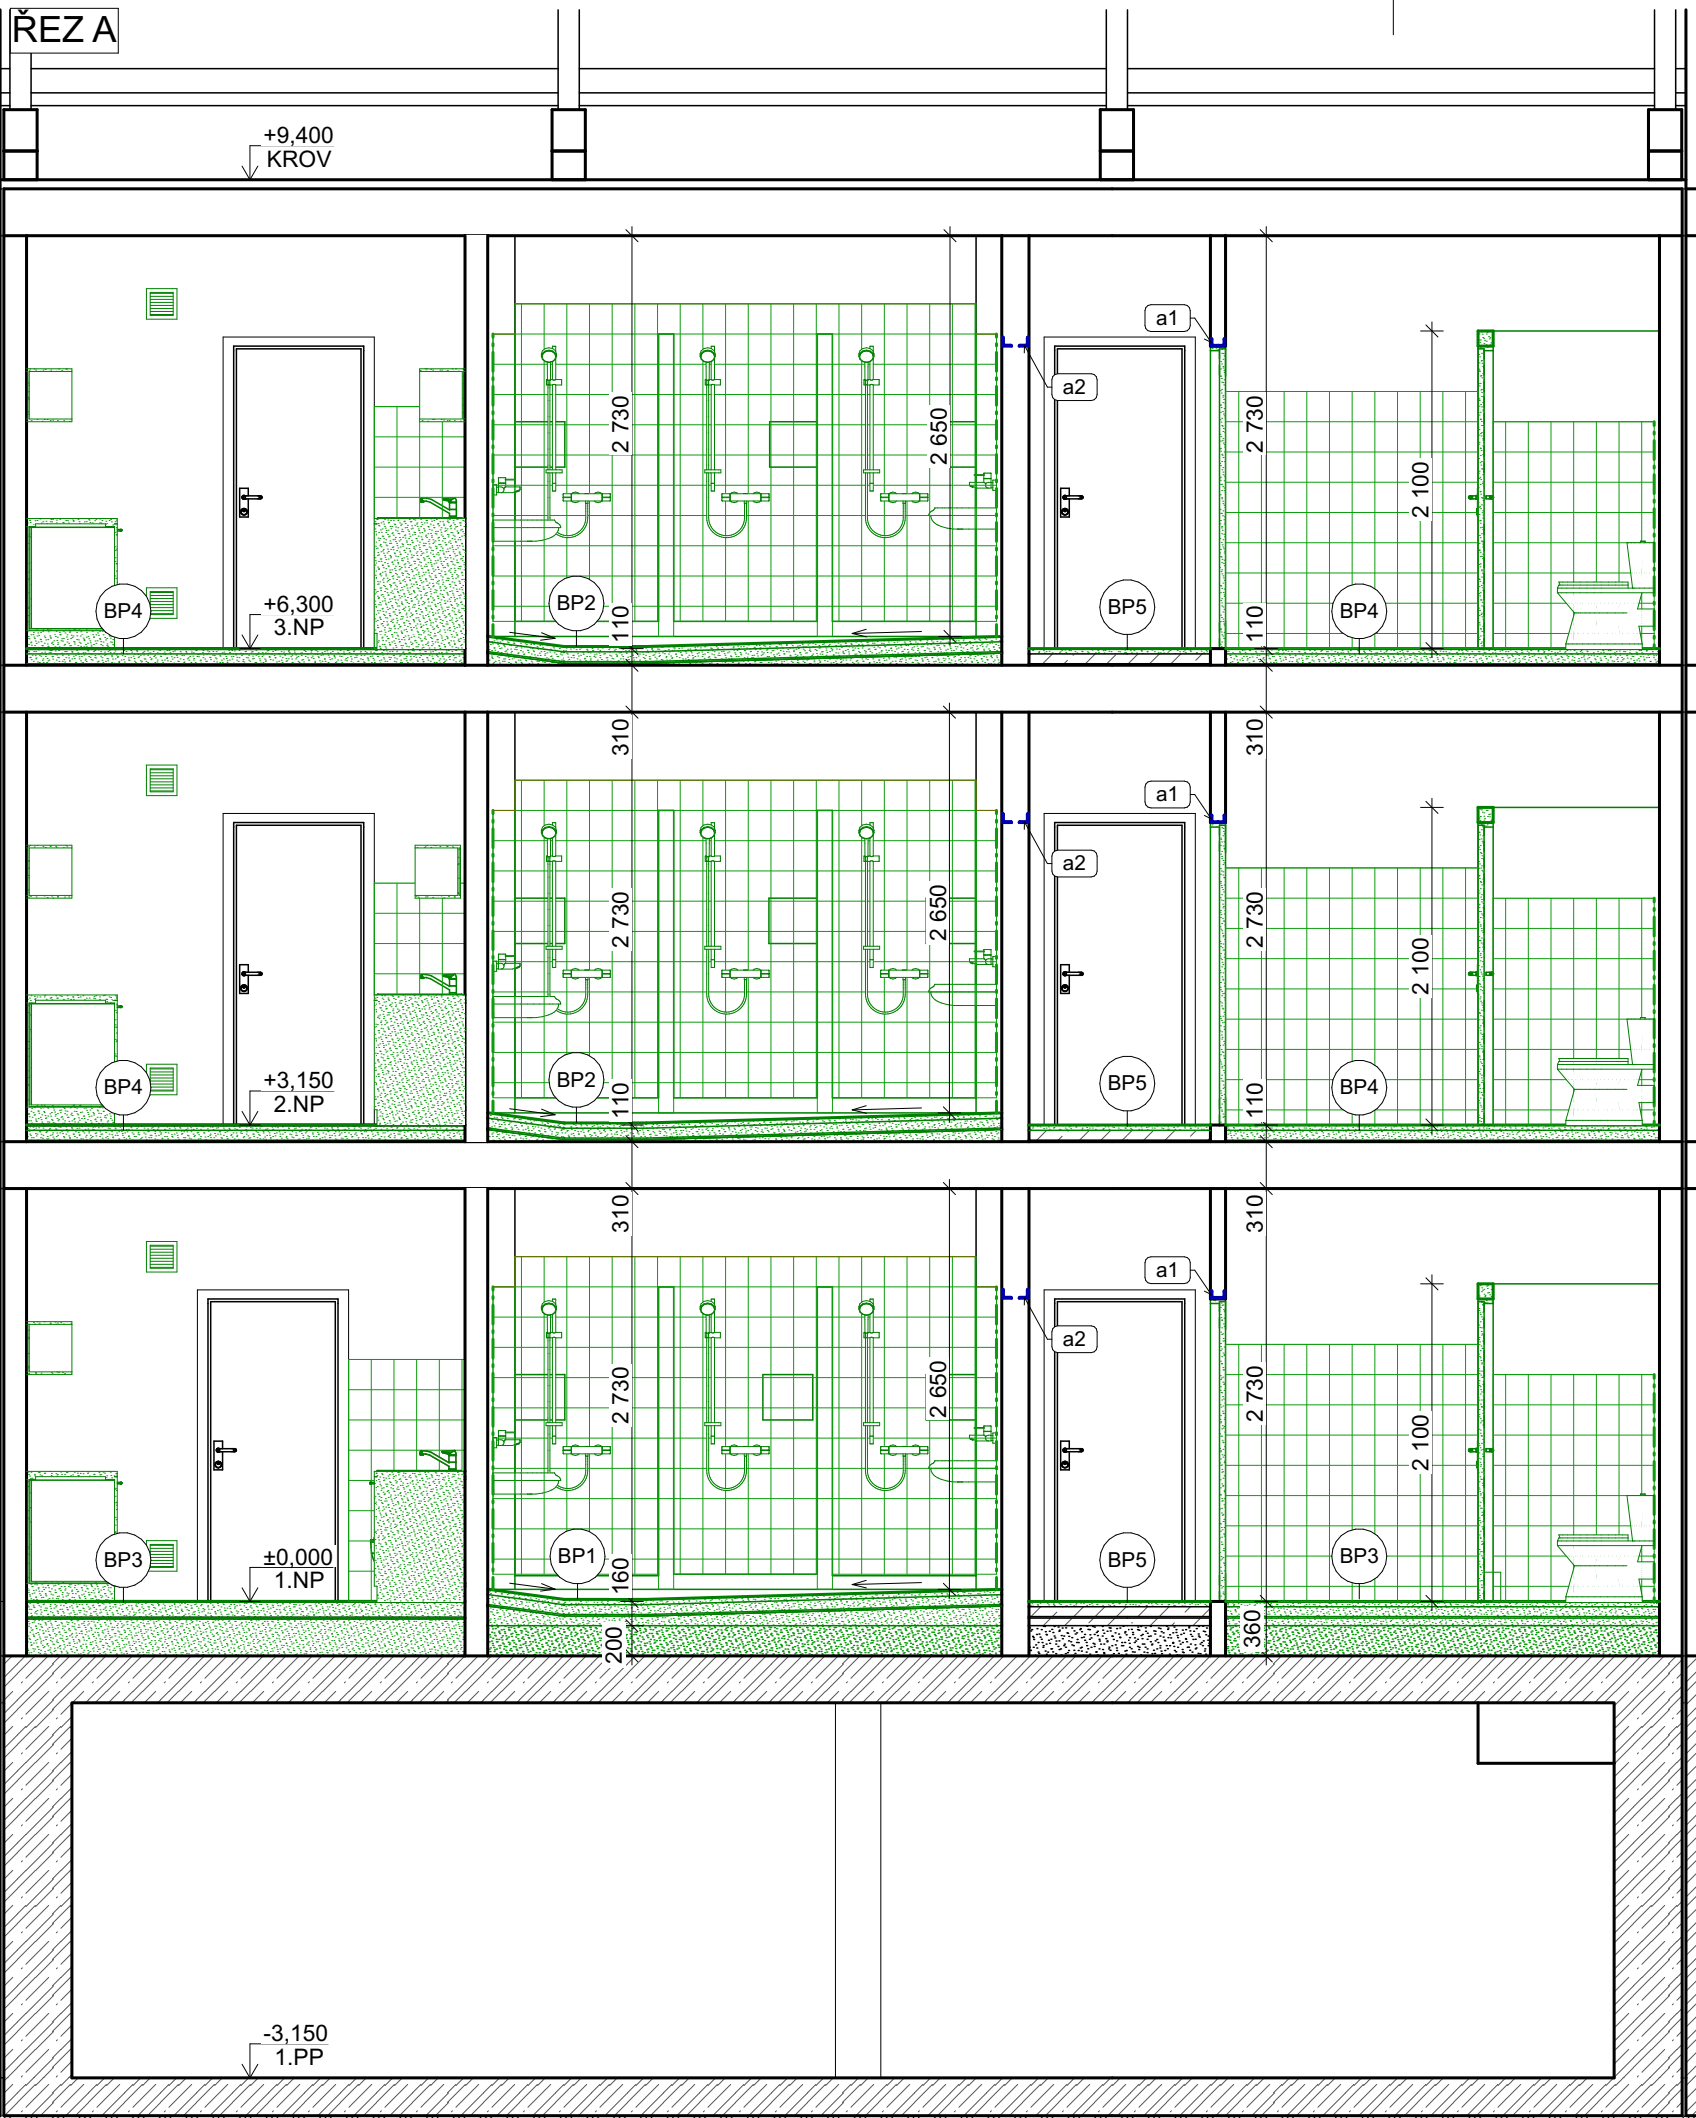 ŘEZ A
+9,400
KROV
a1
a2
2 730
2 650
2 730
2 100
BP4
+6,300
3.NP
BP2
110
BP5
110
BP4
310
310
a1
a2
2 730
2 650
2 730
2 100
BP4
+3,150
2.NP
BP2
110
BP5
110
BP4
310
310
a1
a2
2 730
2 650
2 730
2 100
BP3
±0,000
1.NP
BP1
160
BP5
BP3
200
360
-3,150
1.PP